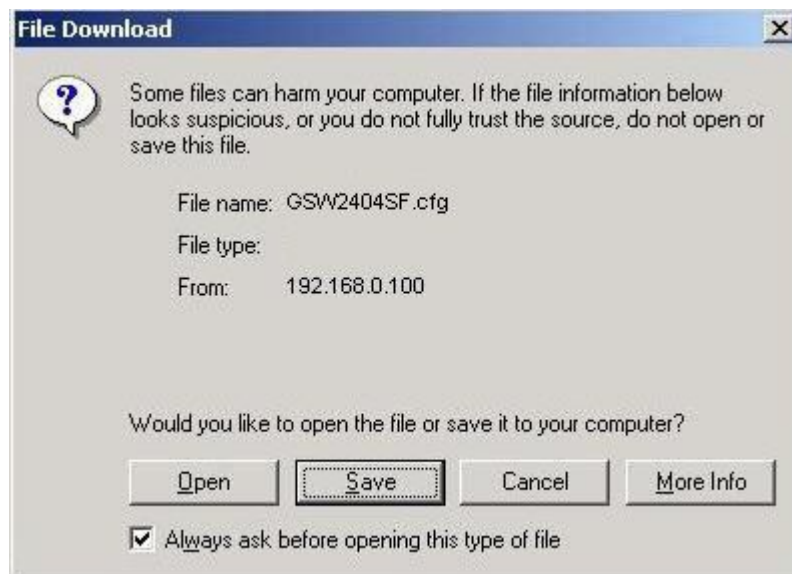 File Download
Some files can harm your computer. If the file information below
looks suspicious, or you do not fully trust the source, do not open or
save this file.
File name: GSW2404SF.cfg
File type:
From: 192.168.0.100
Would you like to open the file or save it to your computer?
Open Save Cancel More Info
Always ask before opening this type of file